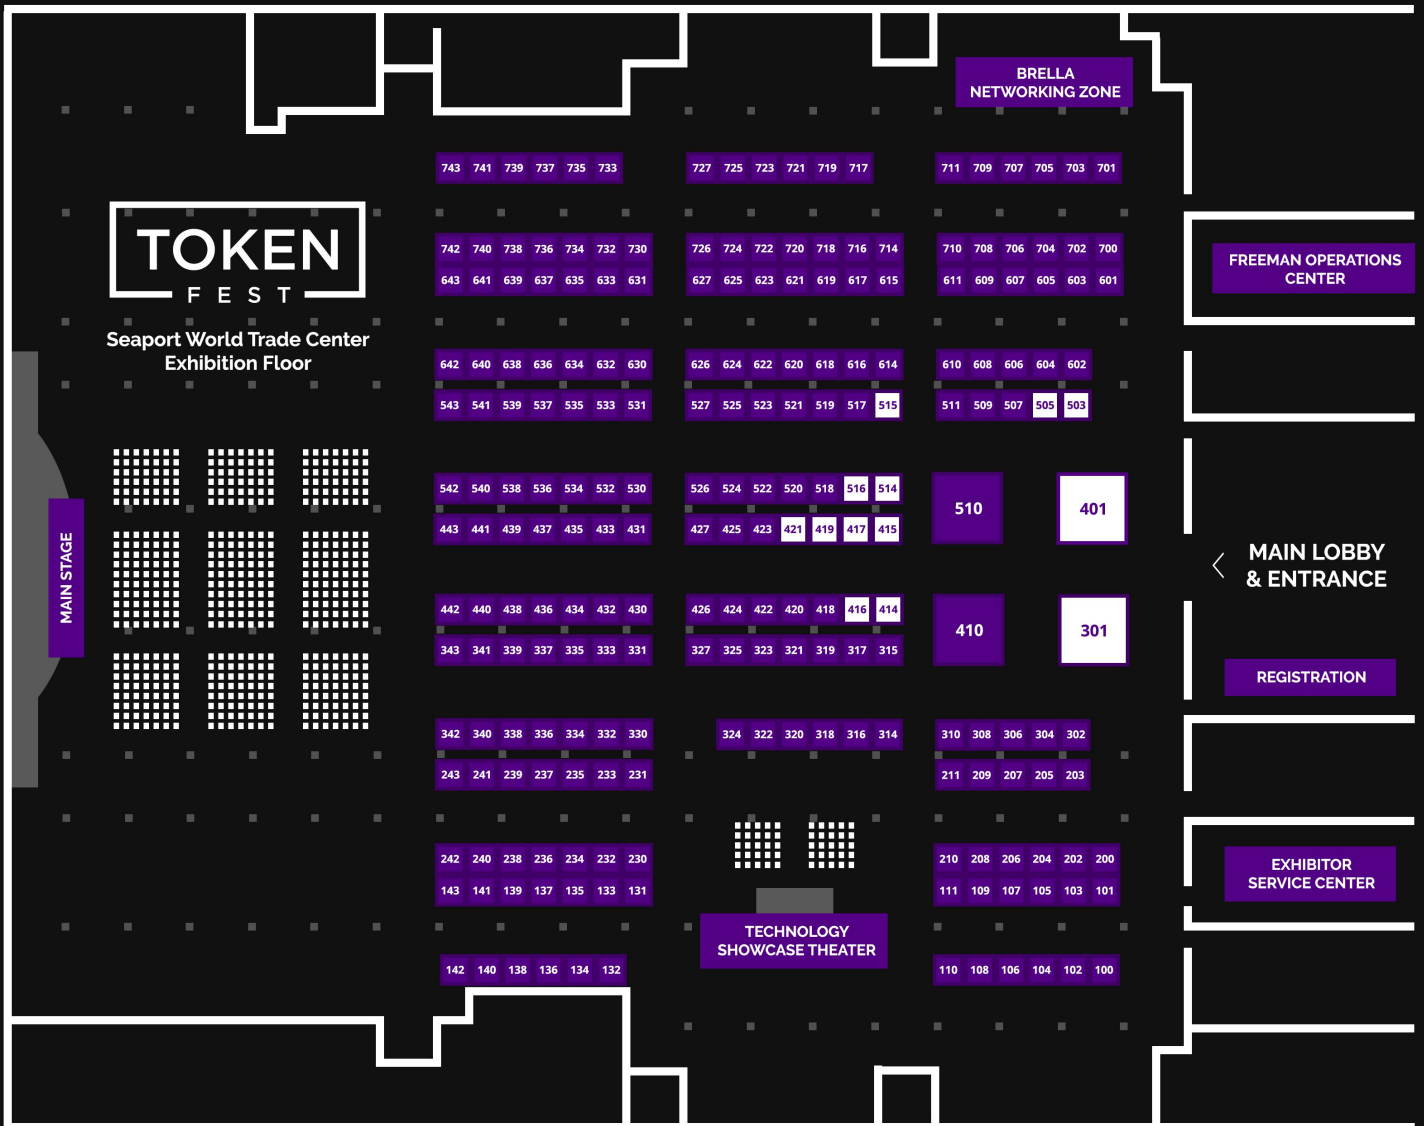 BRELLA
NETWORKING ZONE
743 741 739 737 735 733 727 725 723 721 719 717 711 709 707 705 703 701
TOKEN
FEST
Seaport World Trade Center
Exhibition Floor
742 740 738 736 734 732 730 726 724 722 720 718 716 714 710 708 706 704 702 700
643 641 639 637 635 633 631 627 625 623 621 619 617 615 611 609 607 605 603 601
FREEMAN OPERATIONS
CENTER
642 640 638 636 634 632 630 626 624 622 620 618 616 614 610 608 606 604 602
543 541 539 537 535 533 531 527 525 523 521 519 517 515 511 509 507 505 503
542 540 538 536 534 532 530 526 524 522 520 518 516 514
510 401
443 441 439 437 435 433 431 427 425 423 421 419 417 415
MAIN LOBBY
& ENTRANCE
MAIN STAGE
442 440 438 436 434 432 430 426 424 422 420 418 416 414
410 301
343 341 339 337 335 333 331 327 325 323 321 319 317 315
REGISTRATION
342 340 338 336 334 332 330 324 322 320 318 316 314 310 308 306 304 302
243 241 239 237 235 233 231 211 209 207 205 203
242 240 238 236 234 232 230 210 208 206 204 202 200
143 141 139 137 135 133 131 111 109 107 105 103 101
EXHIBITOR
SERVICE CENTER
TECHNOLOGY
SHOWCASE THEATER
142 140 138 136 134 132 110 108 106 104 102 100